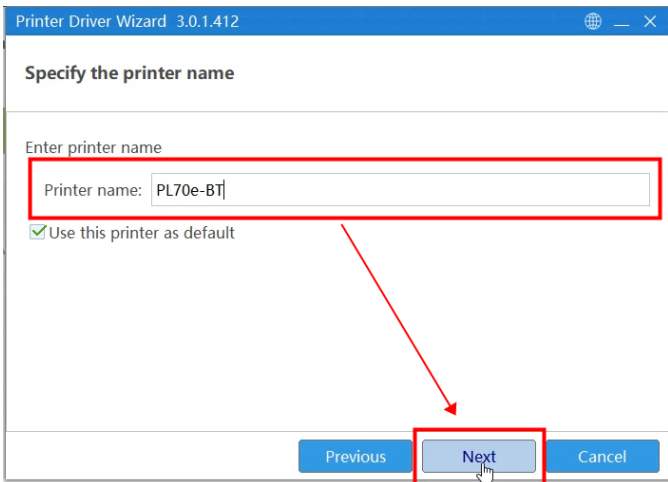 Printer Driver Wizard 3.0.1.412
Specify the printer name
Enter printer name
Printer name: PL70e-BT
Use this printer as default
Previous Next Cancel